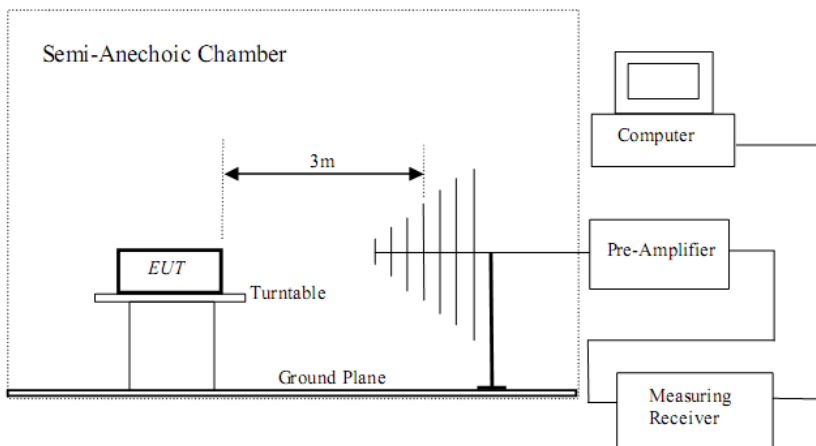 Semi-Anechoic Chamber
3m
EUT
Turntable
Ground Plane
Computer
Pre-Amplifier
Measuring
Receiver